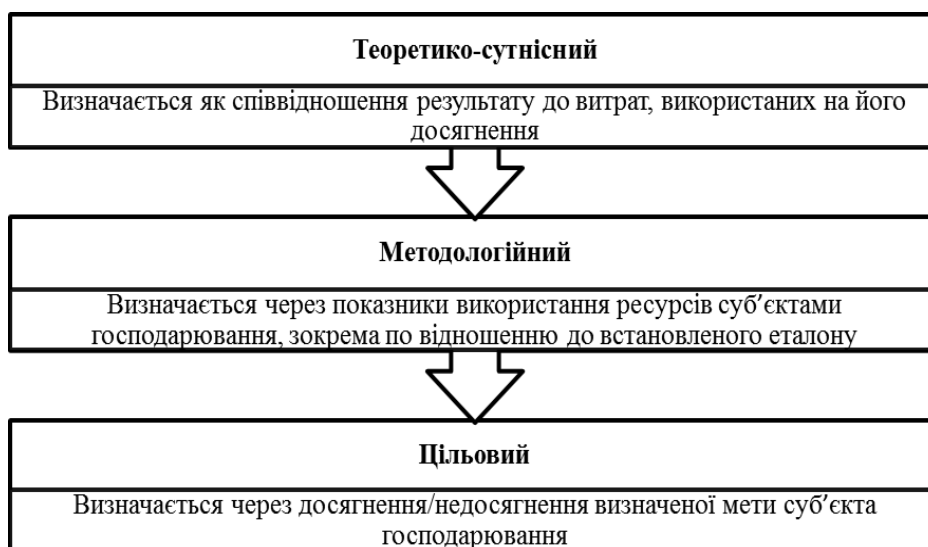 Теоретико-сутнісний
Визначається як співвідношення результату до витрат, використаних на його
досягнення
Методологійний
Визначається через показники використання ресурсів суб’єктами
господарювання, зокрема по відношенню до встановленого еталону
Цільовий
Визначається через досягнення/недосягнення визначеної мети суб’єкта
господарювання